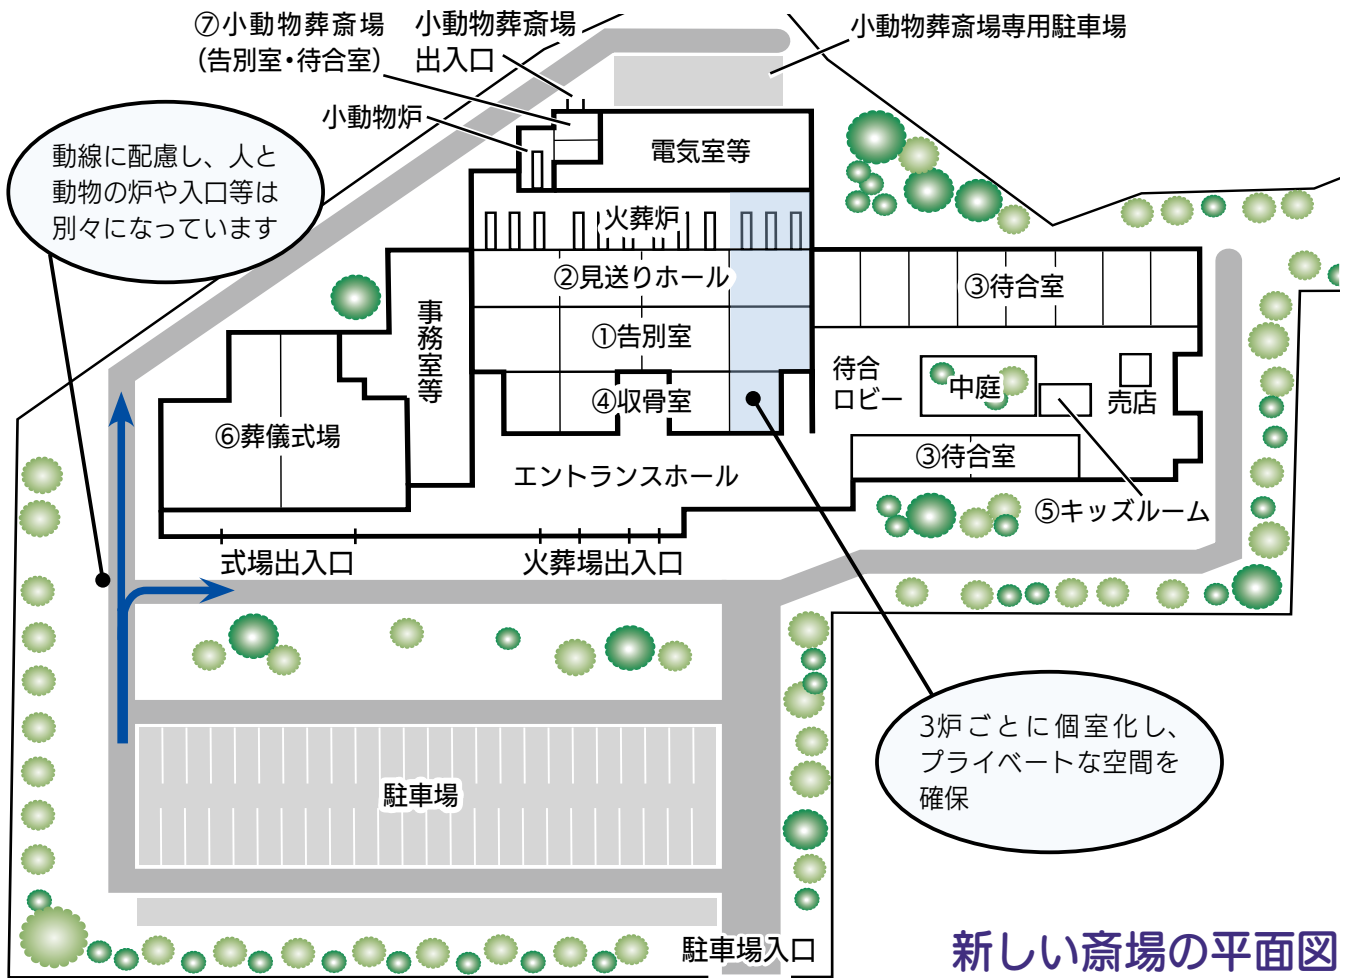 ⑦小動物葬斎場
(告別室・待合室)
小動物葬斎場
出入口
小動物葬斎場専用駐車場
小動物炉
電気室等
動線に配慮し、人と
動物の炉や入口等は
別々になっています
火葬炉
②見送りホール
③待合室
事務室等
①告別室
待合
ロビー
中庭
売店
④収骨室
⑥葬儀式場
③待合室
エントランスホール
⑤キッズルーム
式場出入口
火葬場出入口
3炉ごとに個室化し、
プライベートな空間を
確保
駐車場
駐車場入口
新しい斎場の平面図